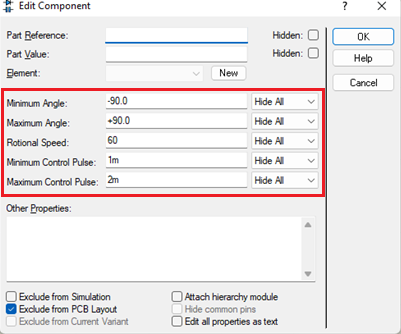 Edit Component ? ×
Part Reference: Hidden: OK
Part Value: Hidden: Help
Element: New Cancel
Minimum Angle: -90.0 Hide All
Maximum Angle: +90.0 Hide All
Rotional Speed: 60 Hide All
Minimum Control Pulse: 1m Hide All
Maximum Control Pulse: 2m Hide All
Other Properties:
Exclude from Simulation Attach hierarchy module
Exclude from PCB Layout Hide common pins
Exclude from Current Variant Edit all properties as text